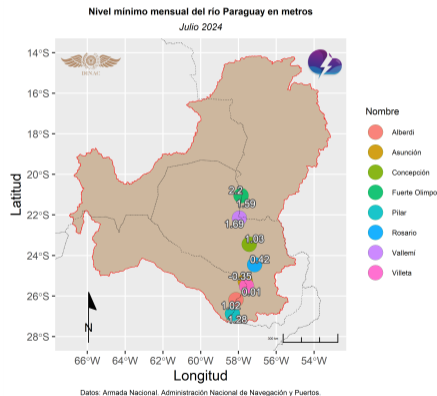 Nivel mínimo mensual del río Paraguay en metros
Julio 2024
DINAC
14°S
16°S
18°S
20°S
22°S
24°S
26°S
28°S
Latitud
2.2
1.59
1.69
1.03
0.42
-0.35
0.01
1.02
1.28
N
66°W 64°W 62°W 60°W 58°W 56°W 54°W
Longitud
Nombre
Alberdi
Asunción
Concepción
Fuerte Olimpo
Pilar
Rosario
Vallemí
Villeta
Datos: Armada Nacional. Administración Nacional de Navegación y Puertos.